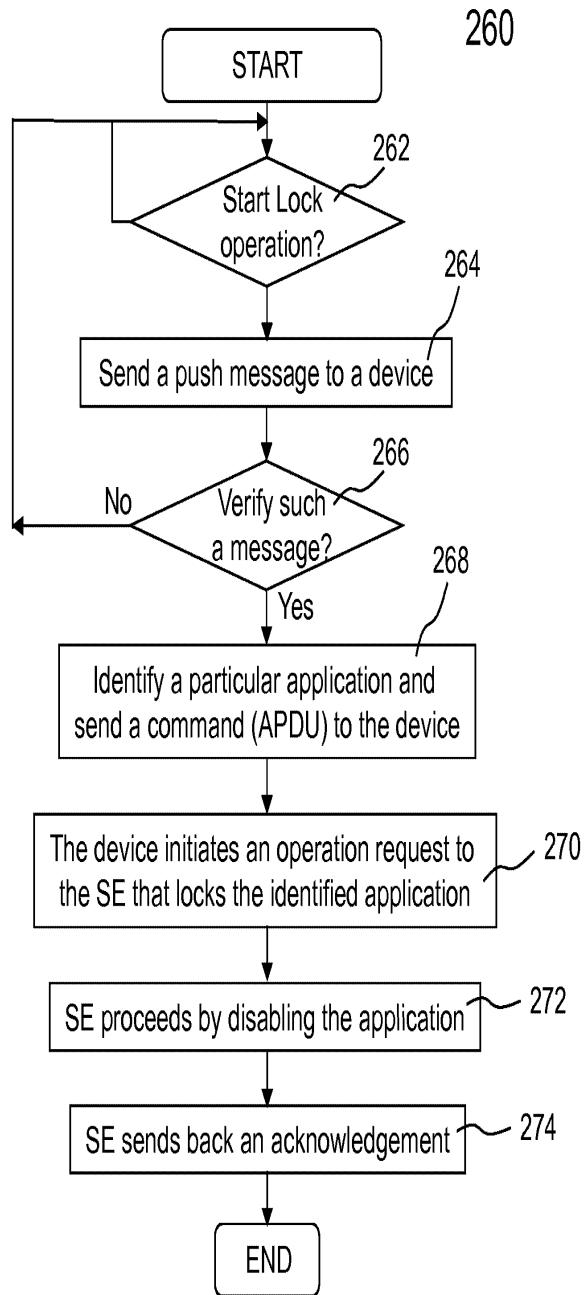 260
START
262
Start Lock
operation?
264
Send a push message to a device
266
No
Verify such
a message?
Yes
268
Identify a particular application and
send a command (APDU) to the device
The device initiates an operation request to
the SE that locks the identified application
270
SE proceeds by disabling the application
272
SE sends back an acknowledgement
274
END